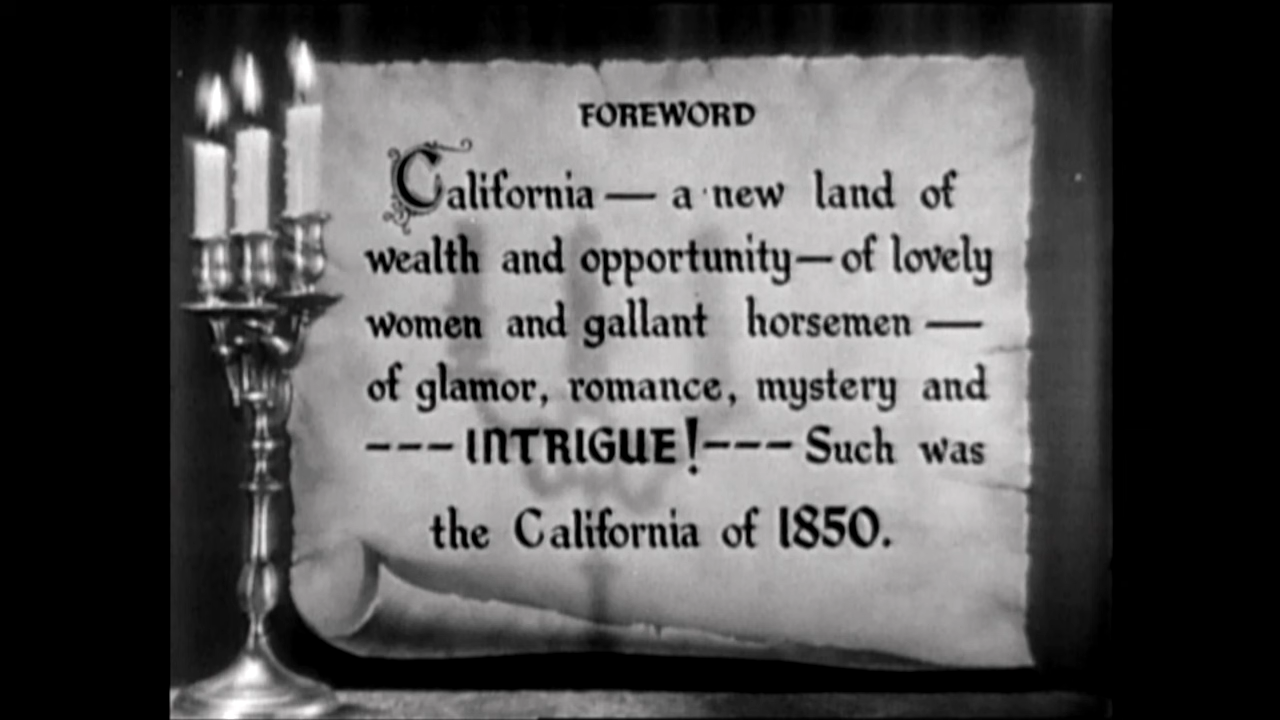 FOREWORD
California — a new land of
wealth and opportunity — of lovely
women and gallant horsemen —
of glamor, romance, mystery and
--- INTRIGUE! --- Such was
the California of 1850.